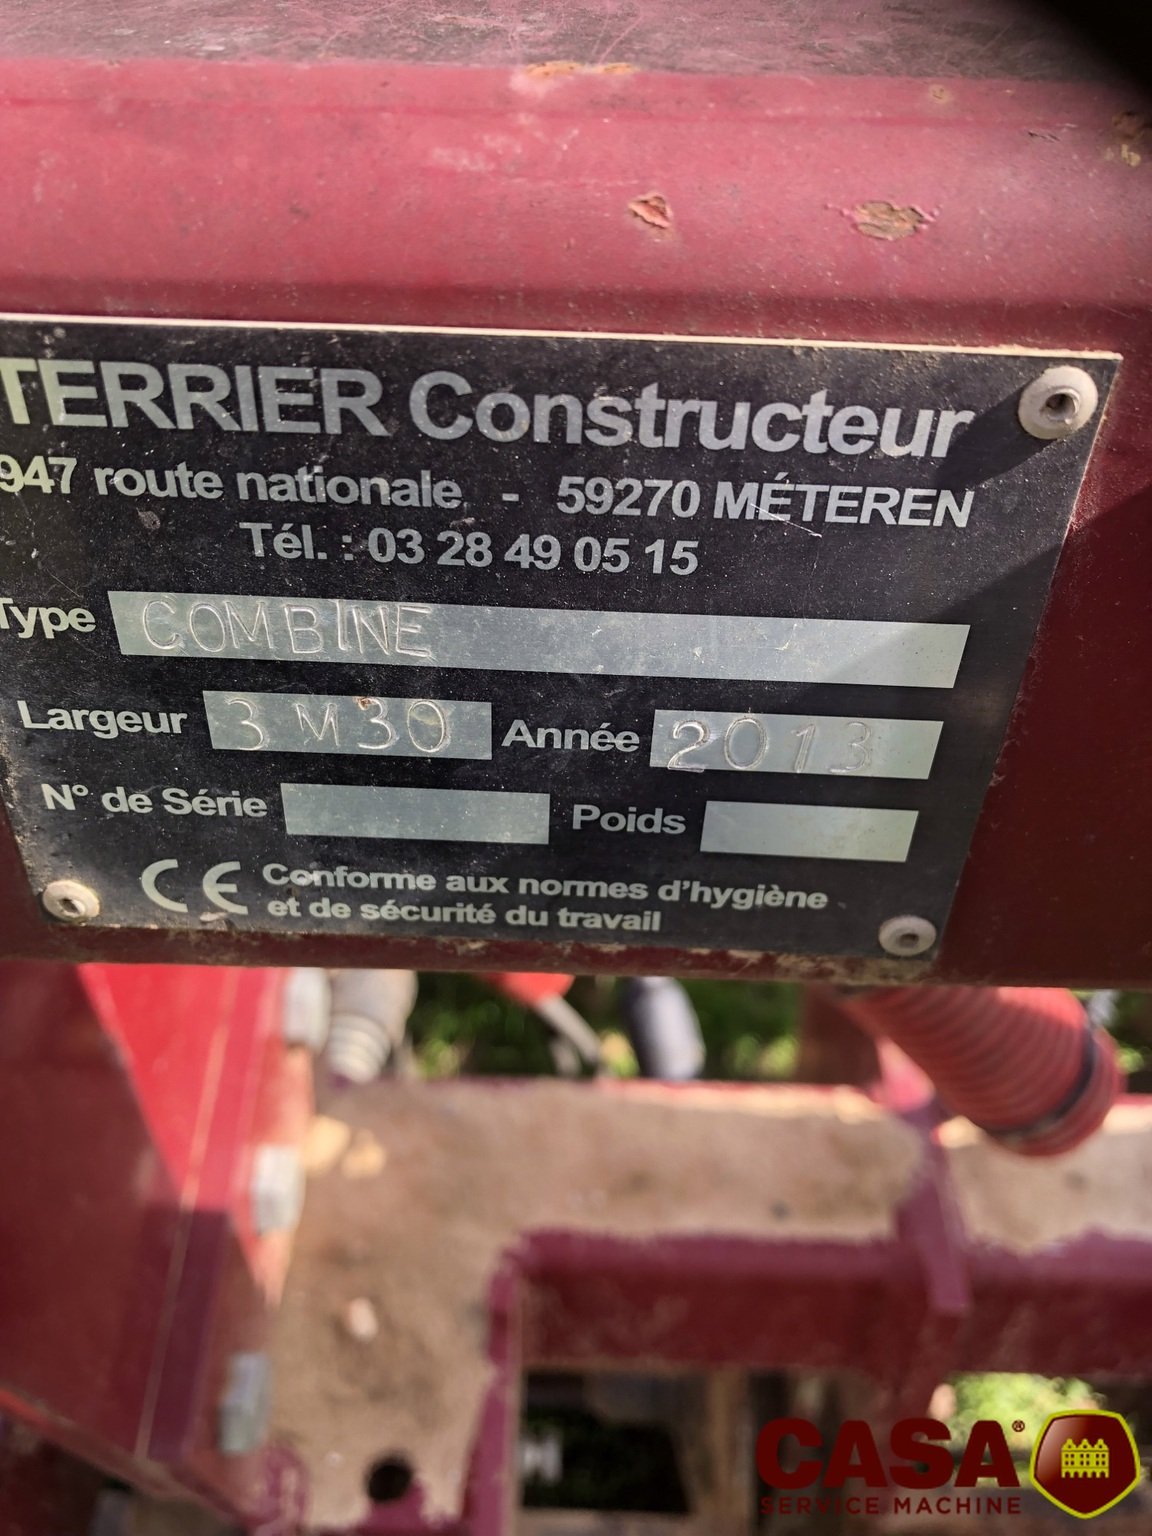 TERRIER Constructeur
947 route nationale - 59270 MÉTEREN
Tél. : 03 28 49 05 15
Type COMBINE
Largeur 3 M 30 Année 2013
N° de Série Poids
CE Conforme aux normes d'hygiène
et de sécurité du travail
CASA®
SERVICE MACHINE